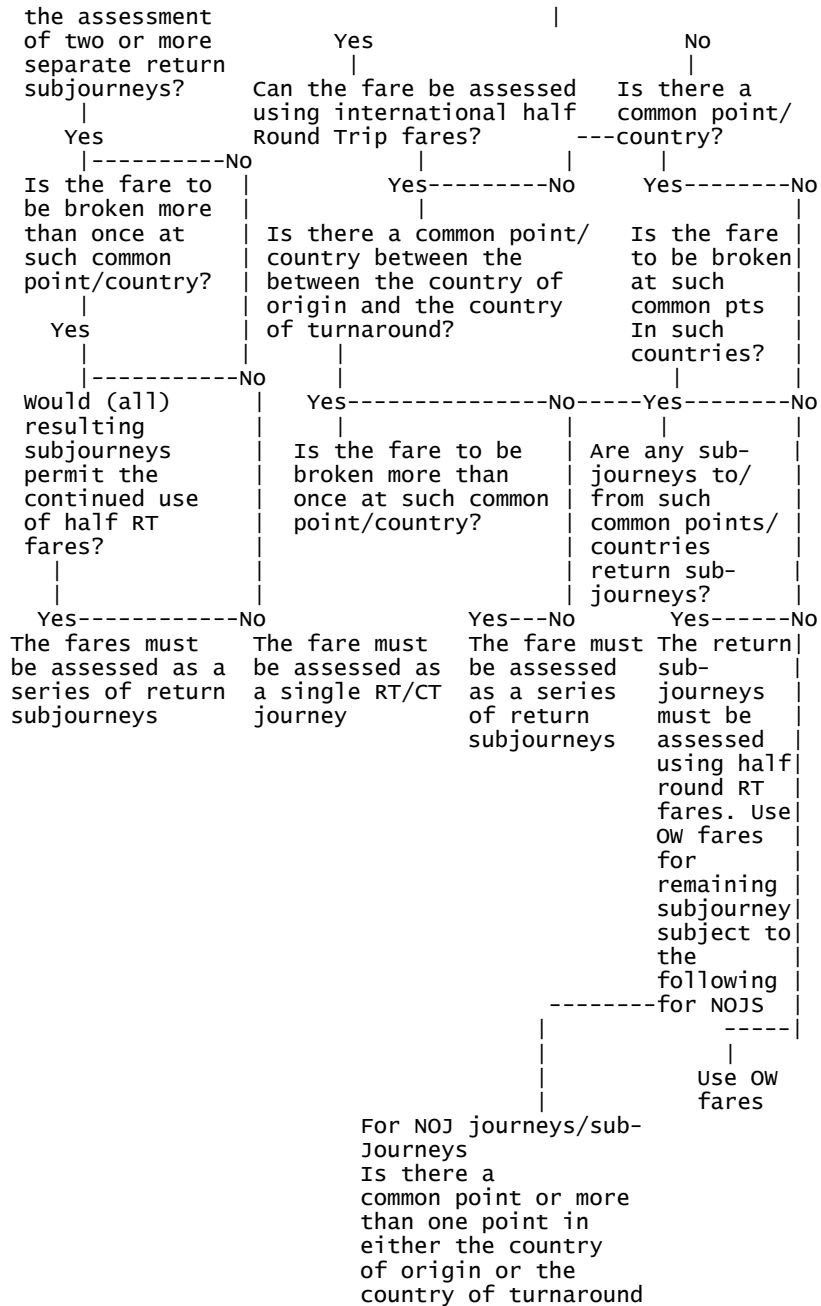 the assessment                                    |
of two or more            Yes                             No
separate return            |                              |
subjourneys?     Can the fare be assessed    Is there a
     |           using international half    common point/
    Yes          Round Trip fares?       ---country?
     |----------No             |            |        |
Is the fare to   |            Yes---------No      Yes--------No
be broken more   |             |                             |
than once at     | Is there a common point/   Is the fare |
such common      | country between the        to be broken|
point/country?   | between the country of     at such     |
     |           | origin and the country     common pts  |
   Yes           | of turnaround?             In such     |
     |           |       |                    countries?  |
     |-----------No      |                        |       |
Would (all)       |    Yes---------------No-----Yes--------No
resulting         |     |                 |      |        |
subjourneys       |  Is the fare to be    | Are any sub-  |
permit the        |  broken more than     | journeys to/  |
continued use     |  once at such common  | from such     |
of half RT        |  point/country?       | common points/ |
fares?            |                       | countries     |
   |              |                       | return sub-   |
   |              |                       | journeys?     |
 Yes------------No                 Yes---No       Yes------No
The fares must    The fare must   The fare must The return|
be assessed as a  be assessed as  be assessed   sub-      |
series of return  a single RT/CT  as a series   journeys  |
subjourneys       journey         of return     must be   |
                                  subjourneys   assessed  |
                                                using half|
                                                round RT  |
                                                fares. Use|
                                                OW fares  |
                                                for       |
                                                remaining |
                                                subjourney|
                                                subject to|
                                                the       |
                                                following |
                                        --------for NOJS  |
                                       |             -----|
                                       |             |
                                       |           Use OW
                                       |           fares
                          For NOJ journeys/sub-
                          Journeys
                          Is there a
                          common point or more
                          than one point in
                          either the country
                          of origin or the
                          country of turnaround